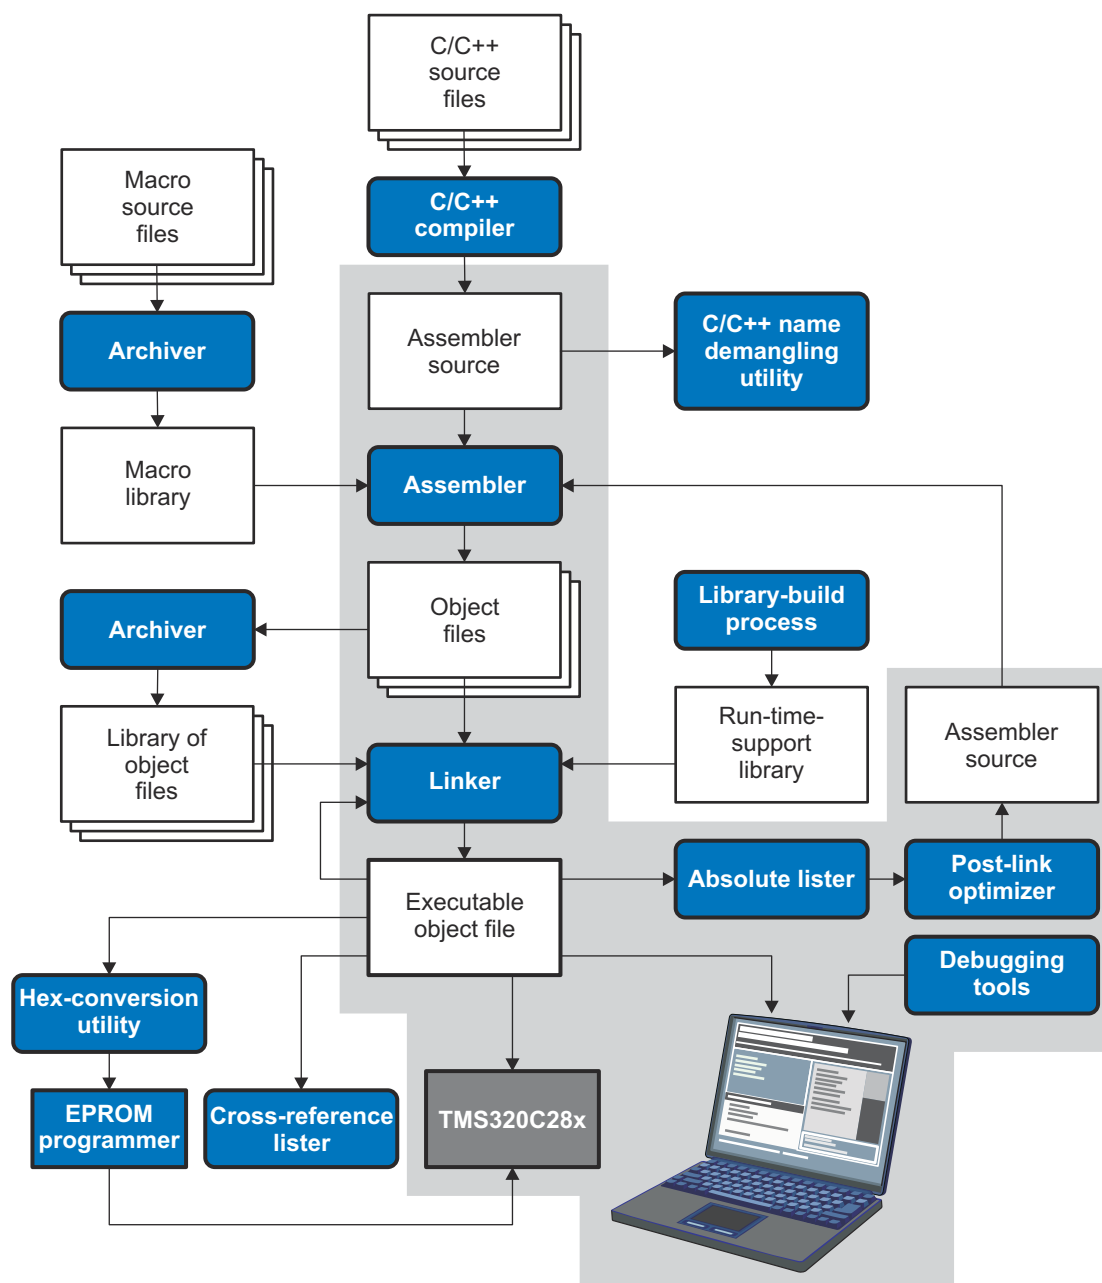 C/C++
source
files
Macro
source
files
C/C++
compiler
Archiver
Assembler
source
C/C++ name
demangling
utility
Macro
library
Assembler
Archiver
Object
files
Library-build
process
Library of
object
files
Linker
Run-time-
support
library
Assembler
source
Executable
object file
Absolute lister
Post-link
optimizer
Debugging
tools
Hex-conversion
utility
EPROM
programmer
Cross-reference
lister
TMS320C28x